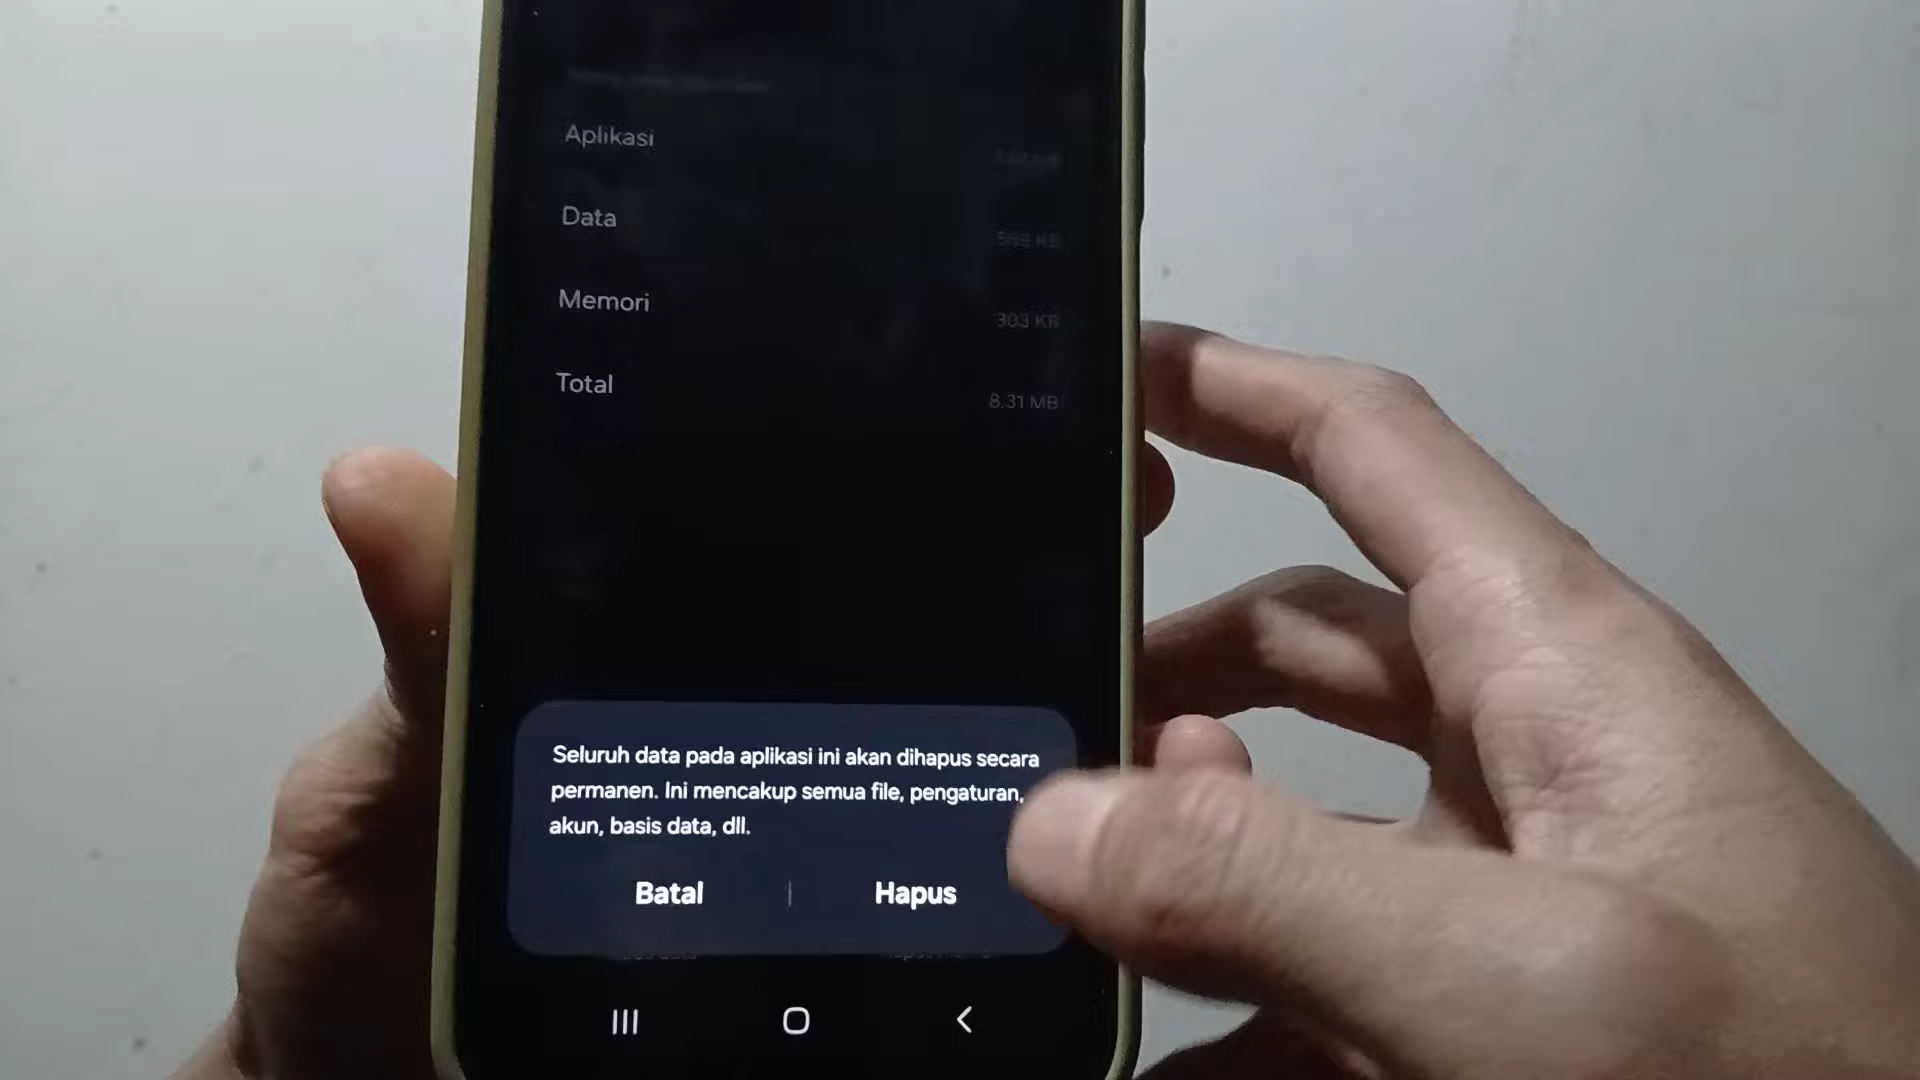 Aplikasi
Data
588 KB
Memori
303 KB
Total
8.31 MB
Seluruh data pada aplikasi ini akan dihapus secara
permanen. Ini mencakup semua file, pengaturan,
akun, basis data, dll.
Batal | Hapus